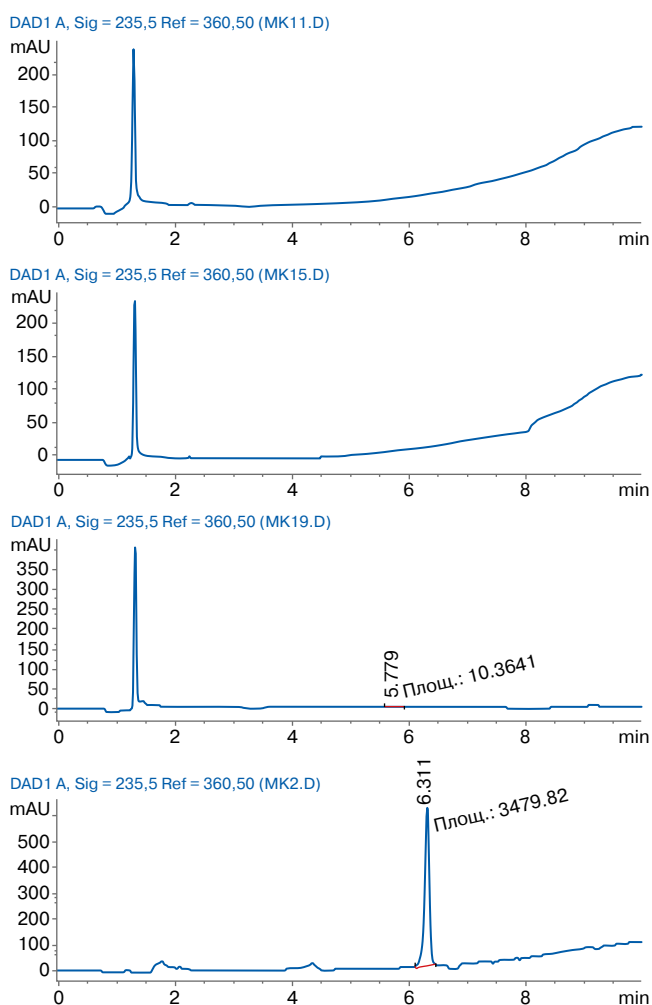 DAD1 A, Sig = 235,5 Ref = 360,50 (MK11.D)
mAU
200
150
100
50
0
0 2 4 6 8 min
DAD1 A, Sig = 235,5 Ref = 360,50 (MK15.D)
mAU
200
150
100
50
0
0 2 4 6 8 min
DAD1 A, Sig = 235,5 Ref = 360,50 (MK19.D)
mAU
350
300
250
200
150
100
50
0
5.779
Площ.: 10.3641
0 2 4 6 8 min
DAD1 A, Sig = 235,5 Ref = 360,50 (MK2.D)
mAU
500
400
300
200
100
0
6.311
Площ.: 3479.82
0 2 4 6 8 min